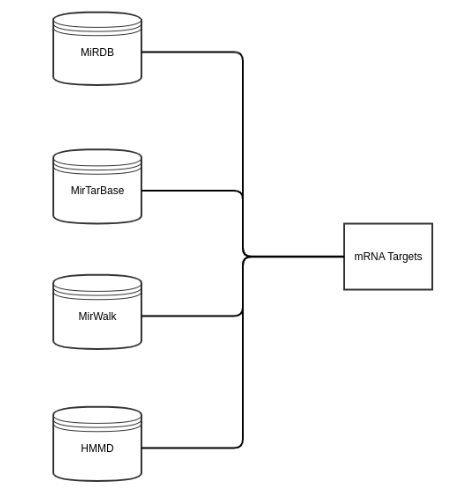 MiRDB
MirTarBase
mRNA Targets
MirWalk
HMMD